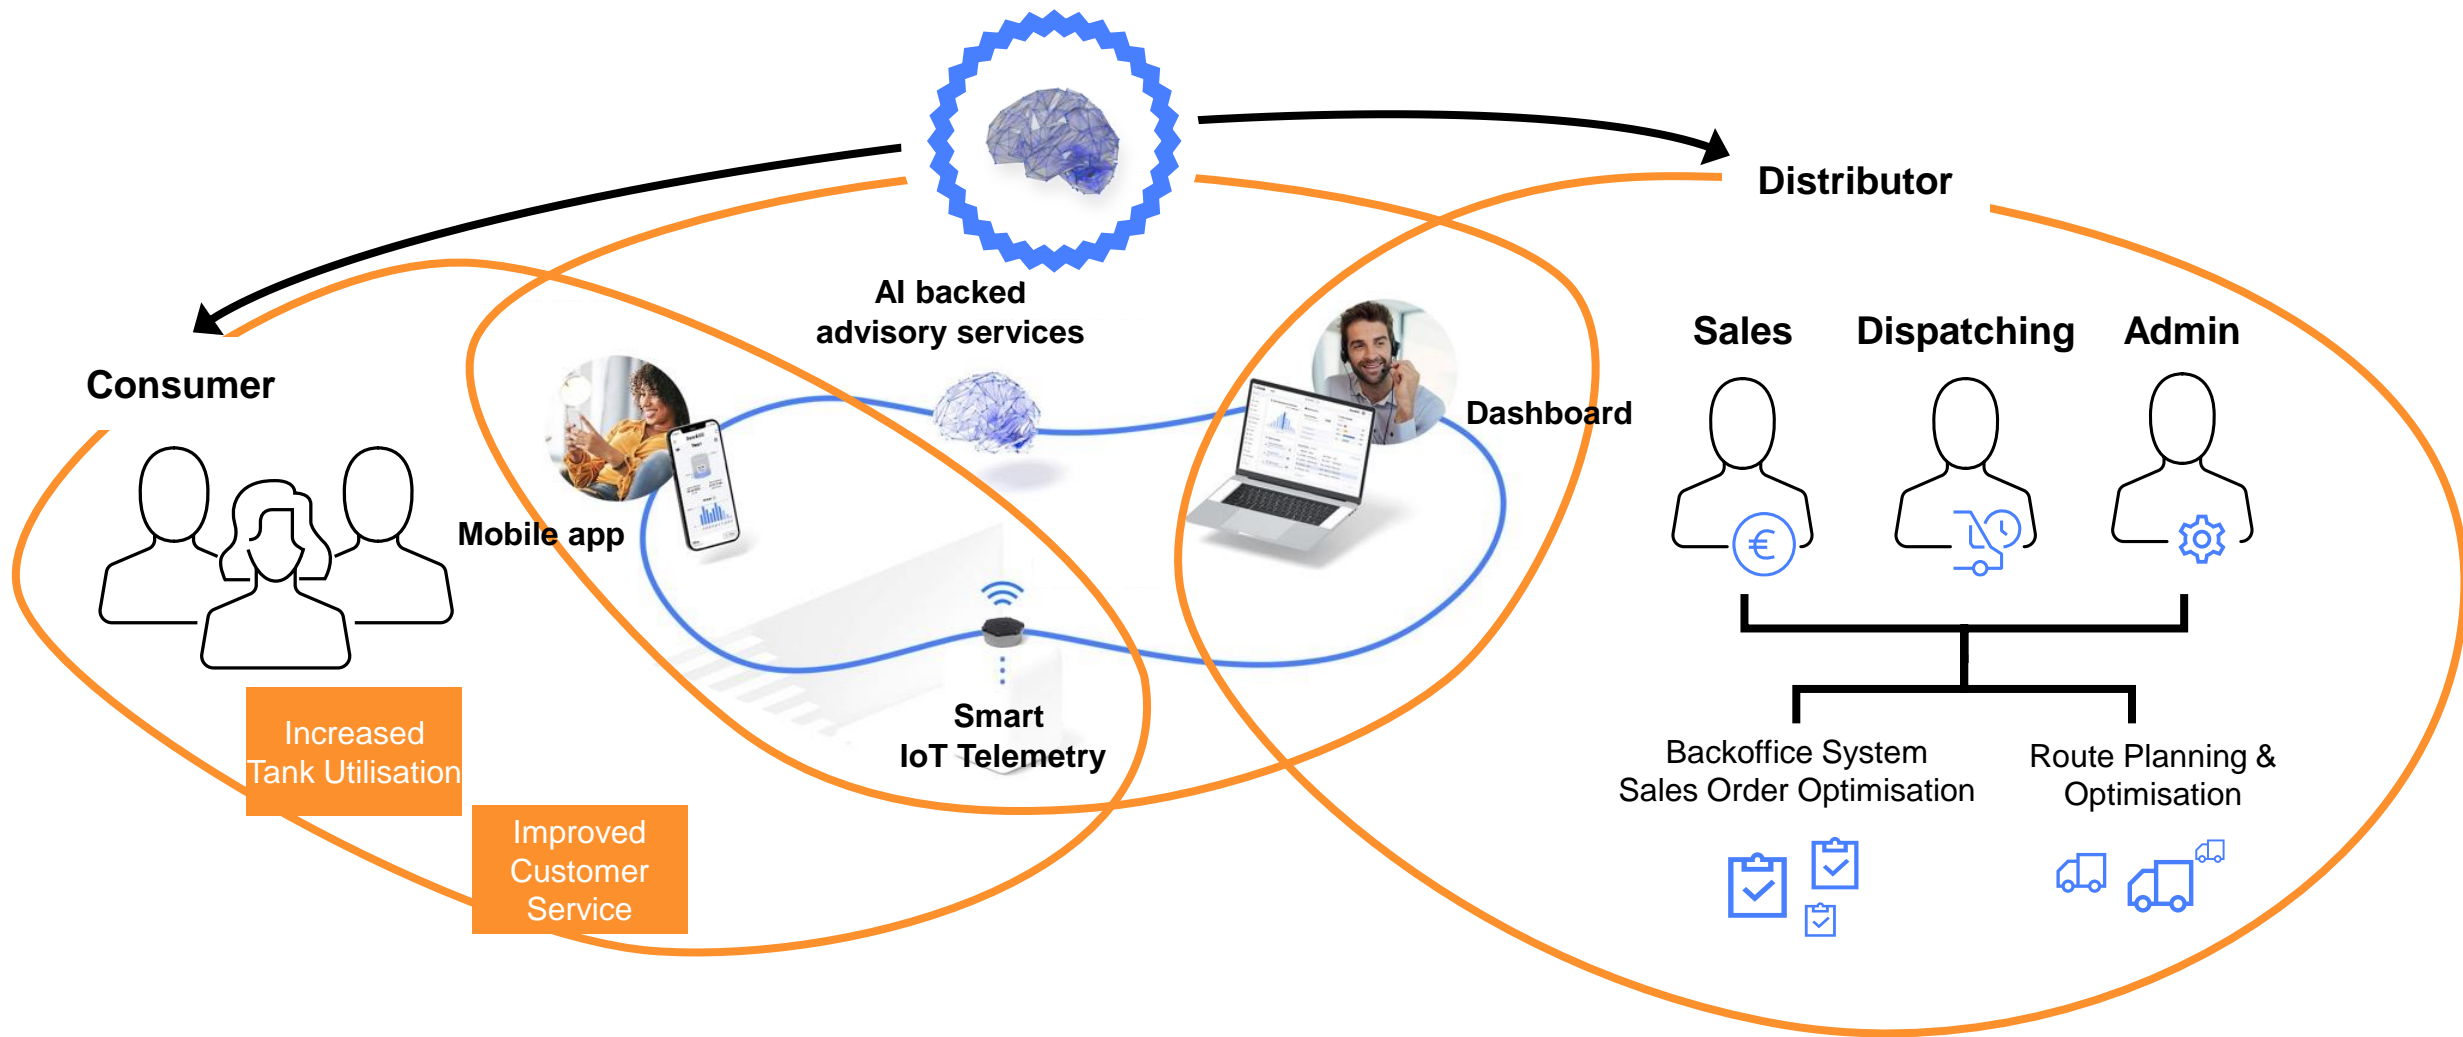 Distributor
AI backed
advisory services
Sales
Dispatching
Admin
Consumer
Dashboard
Mobile app
€
Smart
IoT Telemetry
Increased
Tank Utilisation
Backoffice System
Sales Order Optimisation
Route Planning &
Optimisation
Improved
Customer
Service